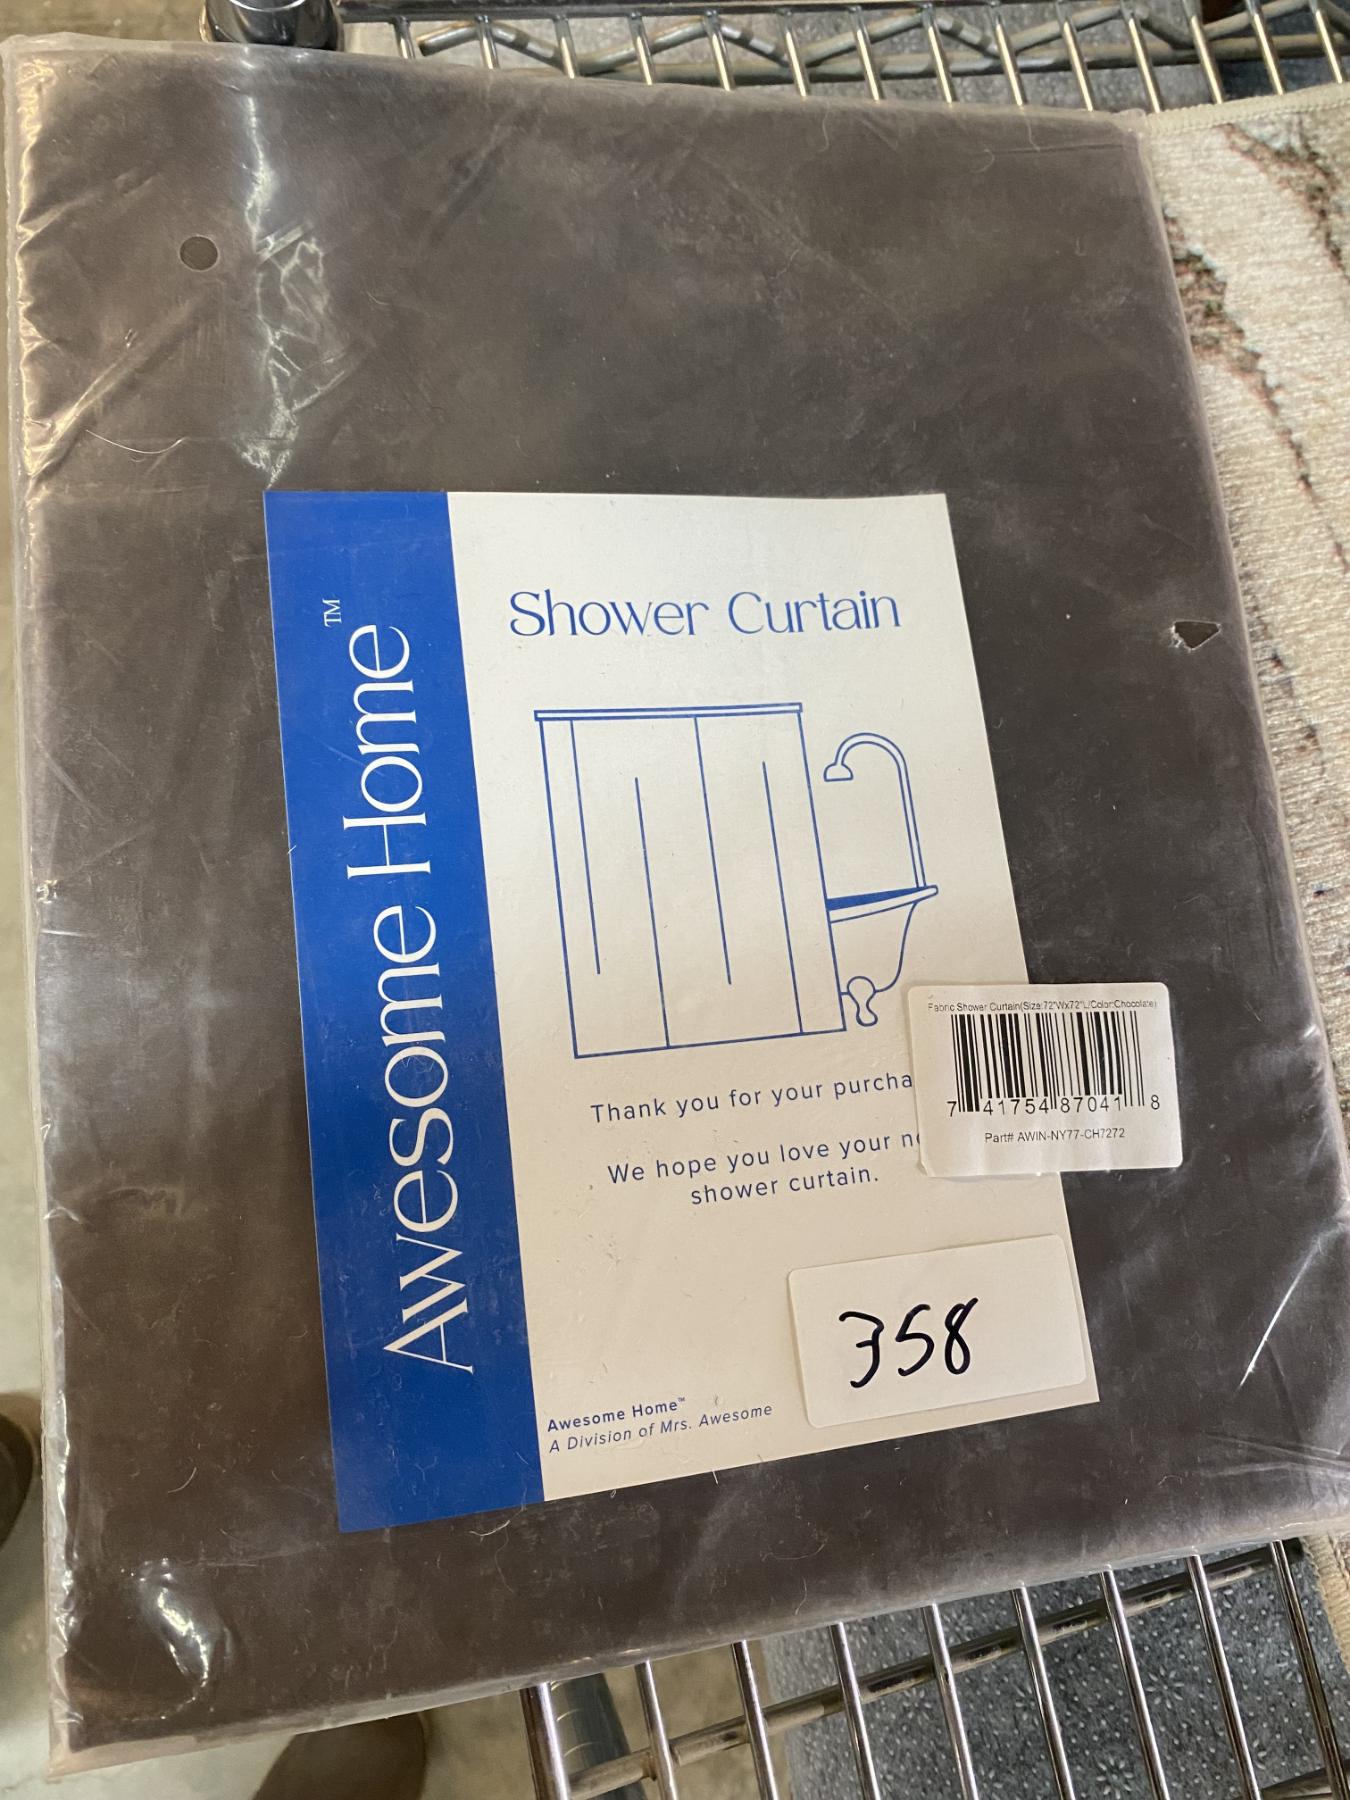 Awesome Home™
Shower Curtain
Thank you for your purcha
We hope you love your
shower curtain.
Fabric Shower Curtain(Size:72"Wx72"L/Color:Chocolate)
7 41754 87041 8
Part# AWIN-NY77-CH7272
358
Awesome Home™
A Division of Mrs. Awesome